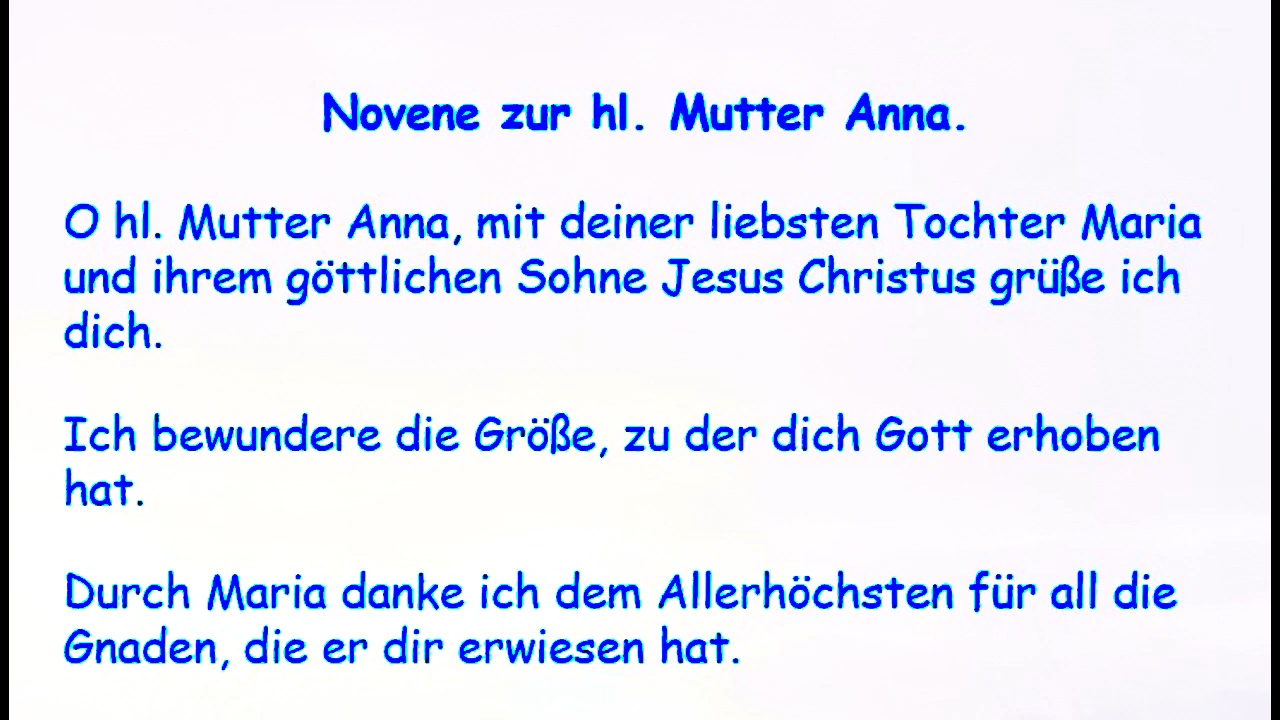 Novene zur hl. Mutter Anna.
O hl. Mutter Anna, mit deiner liebsten Tochter Maria
und ihrem göttlichen Sohne Jesus Christus grüße ich
dich.
Ich bewundere die Größe, zu der dich Gott erhoben
hat.
Durch Maria danke ich dem Allerhöchsten für all die
Gnaden, die er dir erwiesen hat.